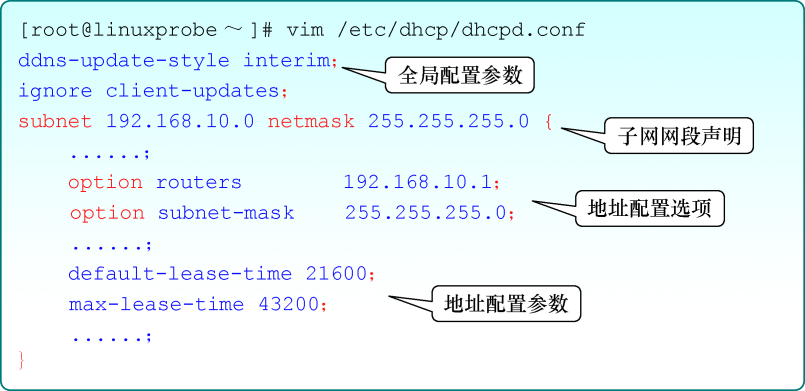 [root@linuxprobe ～]# vim /etc/dhcp/dhcpd.conf
ddns-update-style interim;
全局配置参数
ignore client-updates;
subnet 192.168.10.0 netmask 255.255.255.0 {
子网网段声明
......;
option routers 192.168.10.1;
option subnet-mask 255.255.255.0;
地址配置选项
......;
default-lease-time 21600;
max-lease-time 43200;
地址配置参数
......;
}